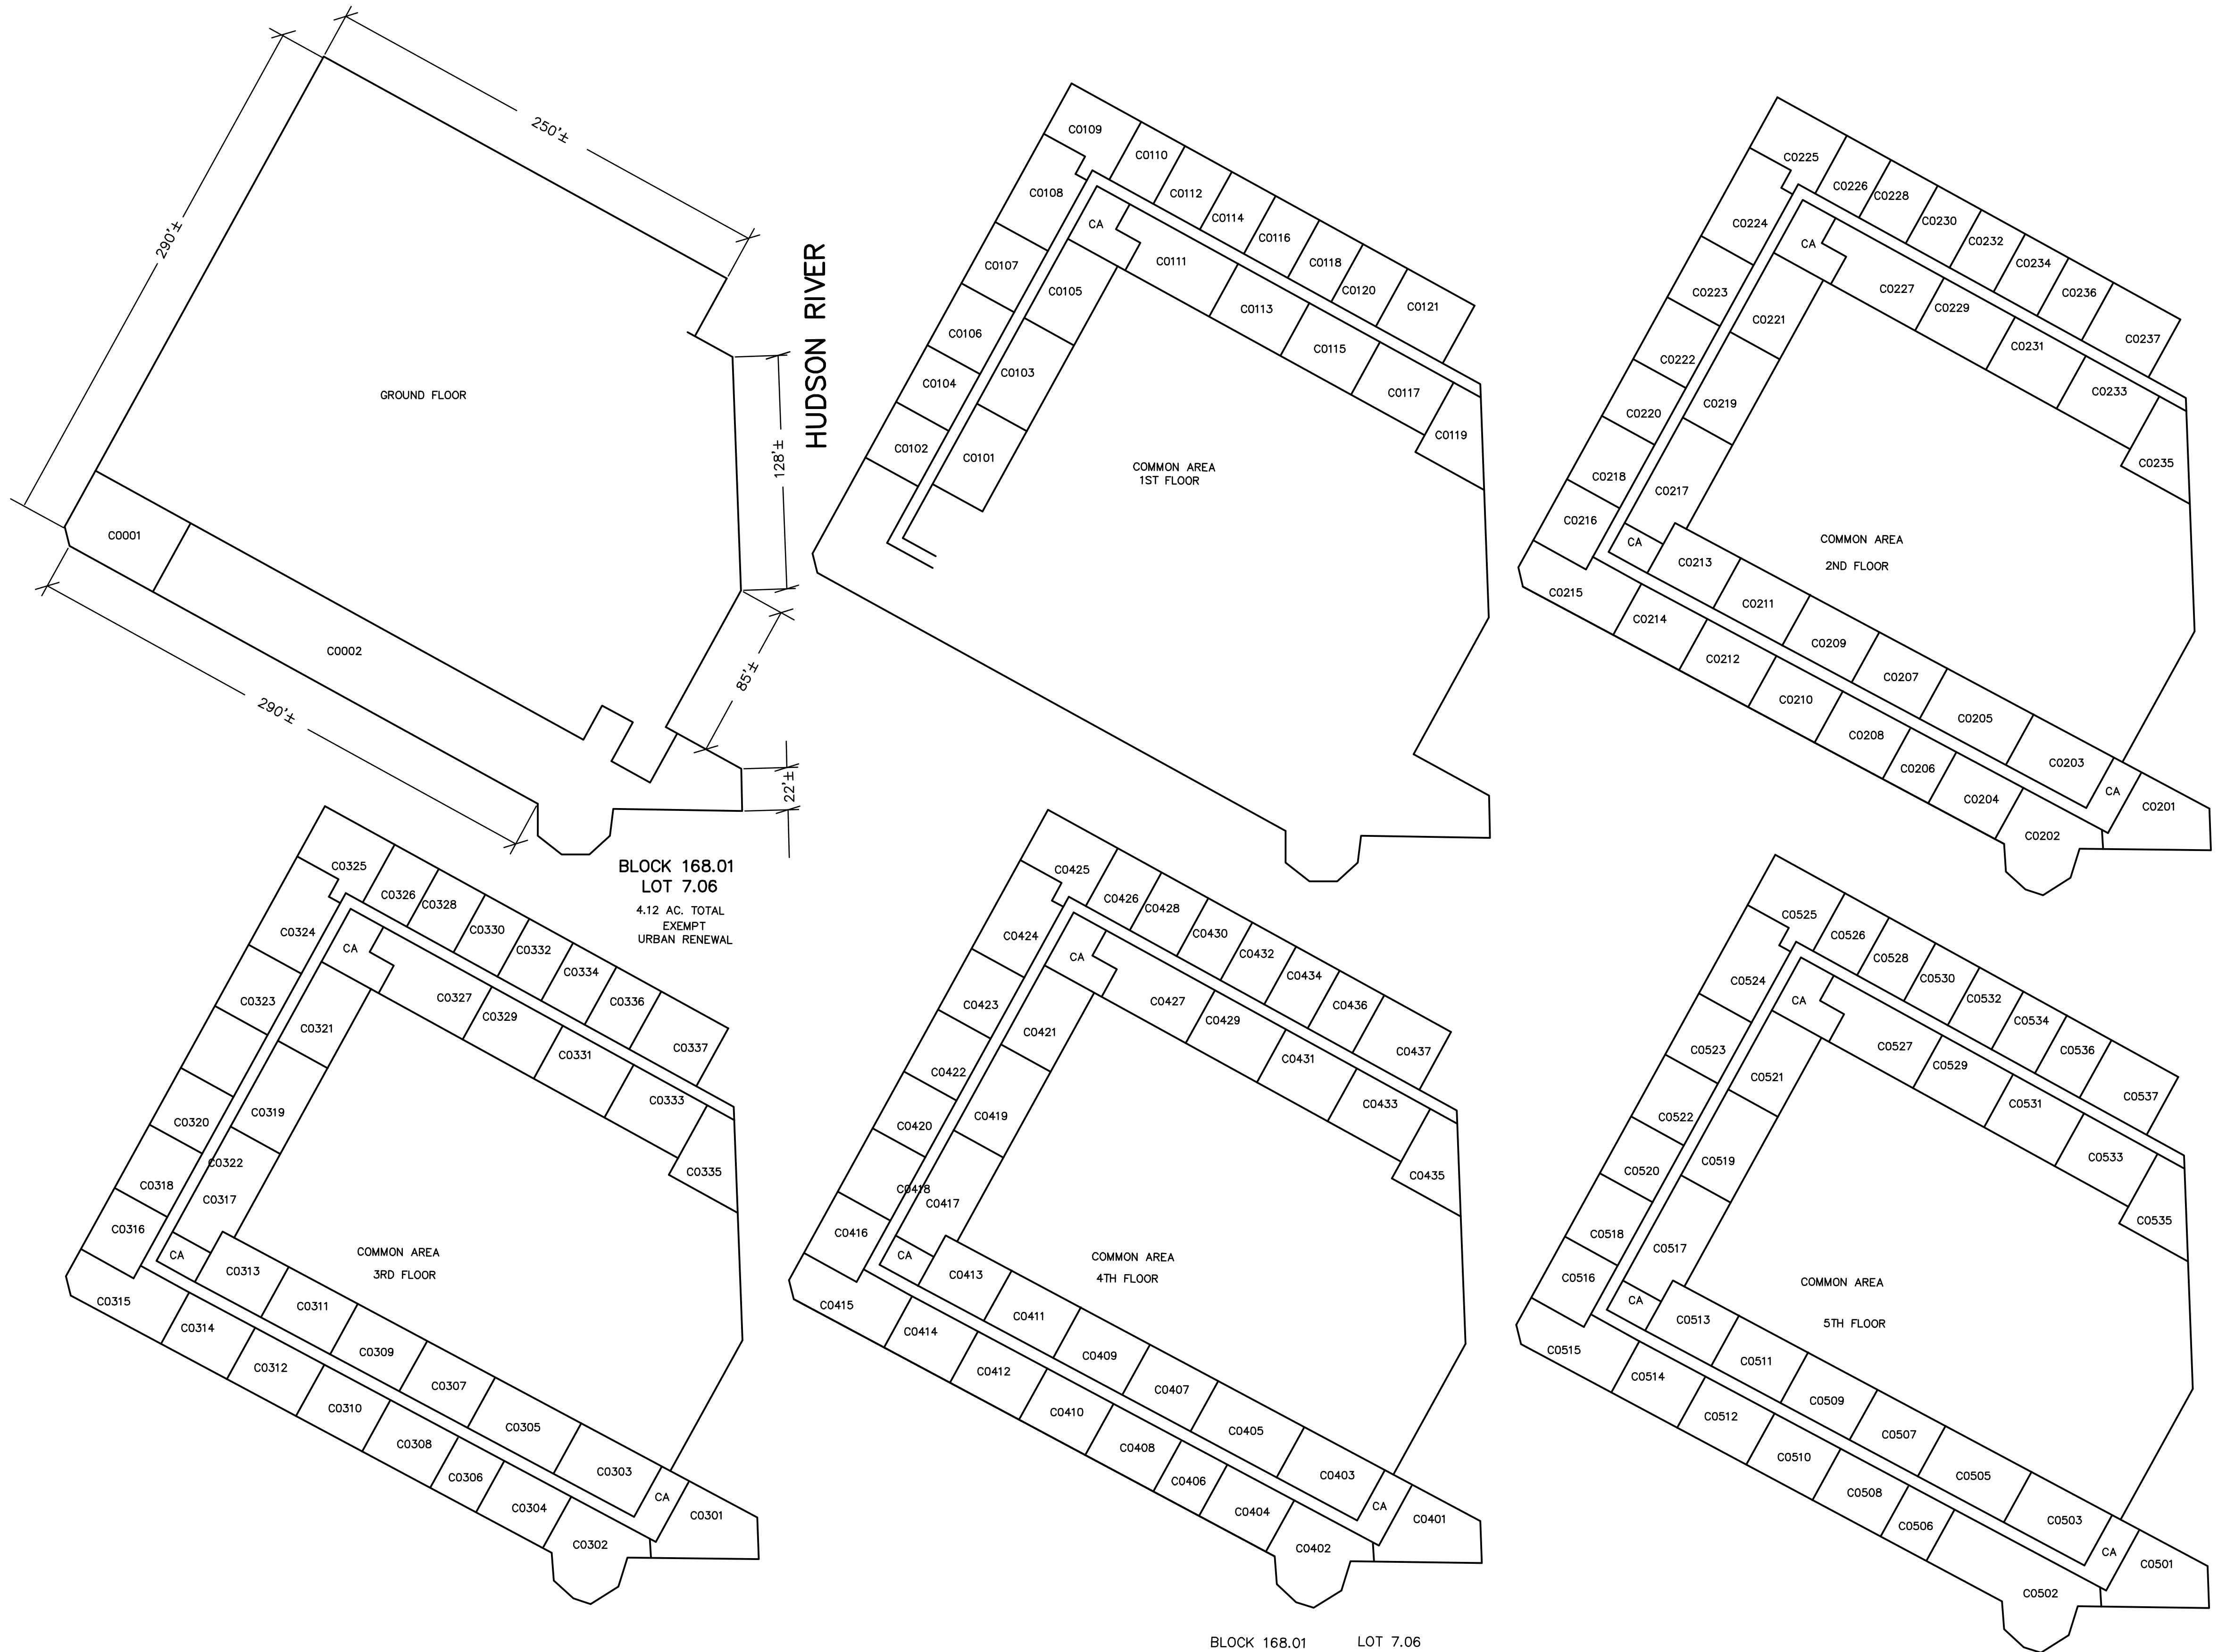 250'±
290'±
GROUND FLOOR
HUDSON RIVER
128'±
C0001
C0002
85'±
290'±
22'±
BLOCK 168.01
LOT 7.06
4.12 AC. TOTAL
EXEMPT
URBAN RENEWAL
C0109
C0110
C0108
C0112
C0114
CA
C0116
C0111
C0118
C0107
C0105
C0120
C0121
C0113
C0106
C0115
C0103
C0104
C0117
C0119
C0102
C0101
COMMON AREA
1ST FLOOR
C0225
C0226
C0228
C0224
C0230
CA
C0232
C0234
C0223
C0227
C0236
C0229
C0221
C0237
C0231
C0222
C0233
C0219
C0220
C0235
C0218
C0217
C0216
CA
COMMON AREA
2ND FLOOR
C0213
C0215
C0211
C0214
C0209
C0212
C0207
C0210
C0205
C0208
C0203
C0206
CA
C0204
C0201
C0202
C0325
C0326
C0328
C0324
C0330
CA
C0332
C0334
C0323
C0327
C0336
C0329
C0321
C0337
C0331
C0333
C0319
C0320
C0322
C0335
C0318
C0317
C0316
CA
COMMON AREA
3RD FLOOR
C0313
C0315
C0311
C0314
C0309
C0312
C0307
C0310
C0305
C0308
C0303
C0306
CA
C0304
C0301
C0302
C0425
C0426
C0428
C0424
C0430
CA
C0432
C0434
C0423
C0427
C0436
C0429
C0421
C0437
C0431
C0422
C0433
C0419
C0420
C0435
C0418
C0417
C0416
CA
COMMON AREA
4TH FLOOR
C0413
C0415
C0411
C0414
C0409
C0412
C0407
C0410
C0405
C0408
C0403
C0406
CA
C0404
C0401
C0402
C0525
C0526
C0528
C0524
C0530
CA
C0532
C0534
C0523
C0527
C0536
C0529
C0521
C0537
C0531
C0522
C0533
C0519
C0520
C0535
C0518
C0517
C0516
CA
COMMON AREA
5TH FLOOR
C0513
C0515
C0511
C0514
C0509
C0512
C0507
C0510
C0505
C0508
C0503
C0506
CA
C0501
C0502
BLOCK 168.01 LOT 7.06